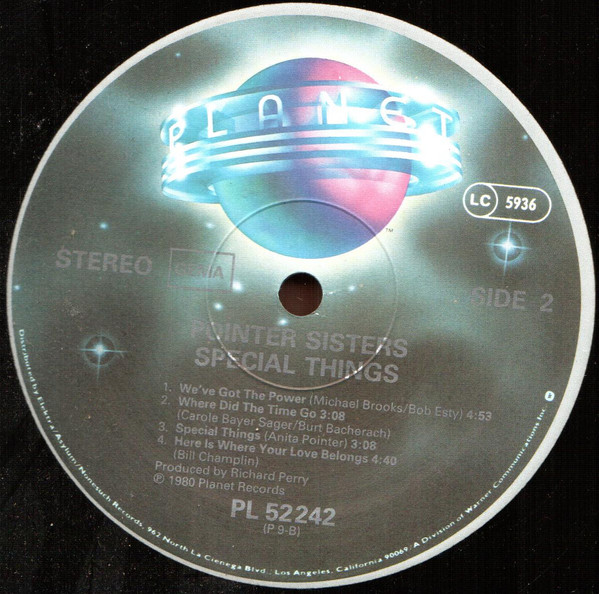 PLANET
™
LC 5936
STEREO
GEMA
SIDE 2
POINTER SISTERS
SPECIAL THINGS
1. We've Got The Power (Michael Brooks/Bob Esty) 4:53
2. Where Did The Time Go 3:08
(Carole Bayer Sager/Burt Bacherach)
3. Special Things (Anita Pointer) 3:08
4. Here Is Where Your Love Belongs 4:40
(Bill Champlin)
Produced by Richard Perry
℗ 1980 Planet Records
PL 52242
(P 9-B)
Distributed by Elektra/Asylum/Nonesuch Records, 962 North La Cienega Blvd., Los Angeles, California 90069. A Division of Warner Communications Inc.